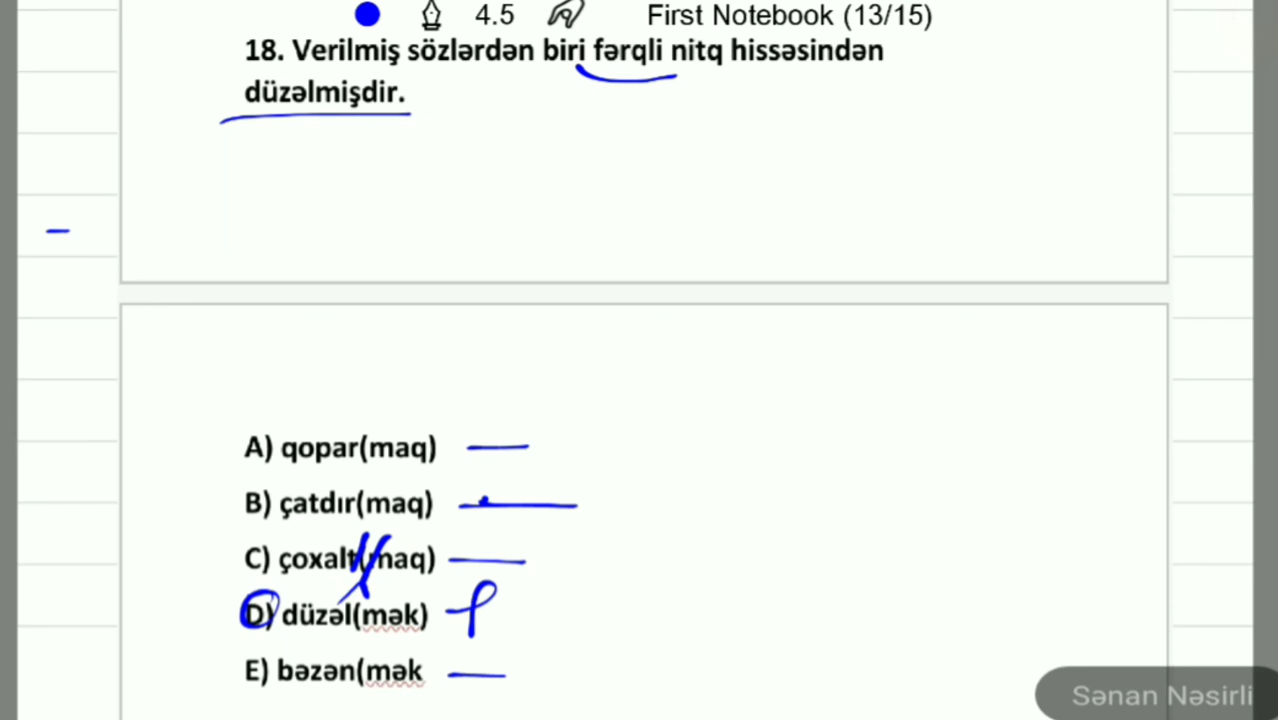 4.5 First Notebook (13/15)
18. Verilmiş sözlərdən biri fərqli nitq hissəsindən
düzəlmişdir.
A) qopar(maq)
B) çatdır(maq)
C) çoxalt(maq)
D) düzəl(mək)
E) bəzən(mək
Sənan Nəsirli